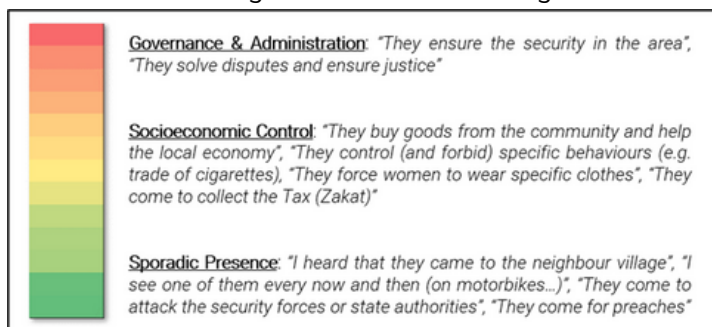 Governance & Administration: “They ensure the security in the area”,
“They solve disputes and ensure justice”
Socioeconomic Control: “They buy goods from the community and help
the local economy”, “They control (and forbid) specific behaviours (e.g.
trade of cigarettes), “They force women to wear specific clothes”, “They
come to collect the Tax (Zakat)”
Sporadic Presence: “I heard that they came to the neighbour village”, “I
see one of them every now and then (on motorbikes…)”, “They come to
attack the security forces or state authorities”, “They come for preaches”